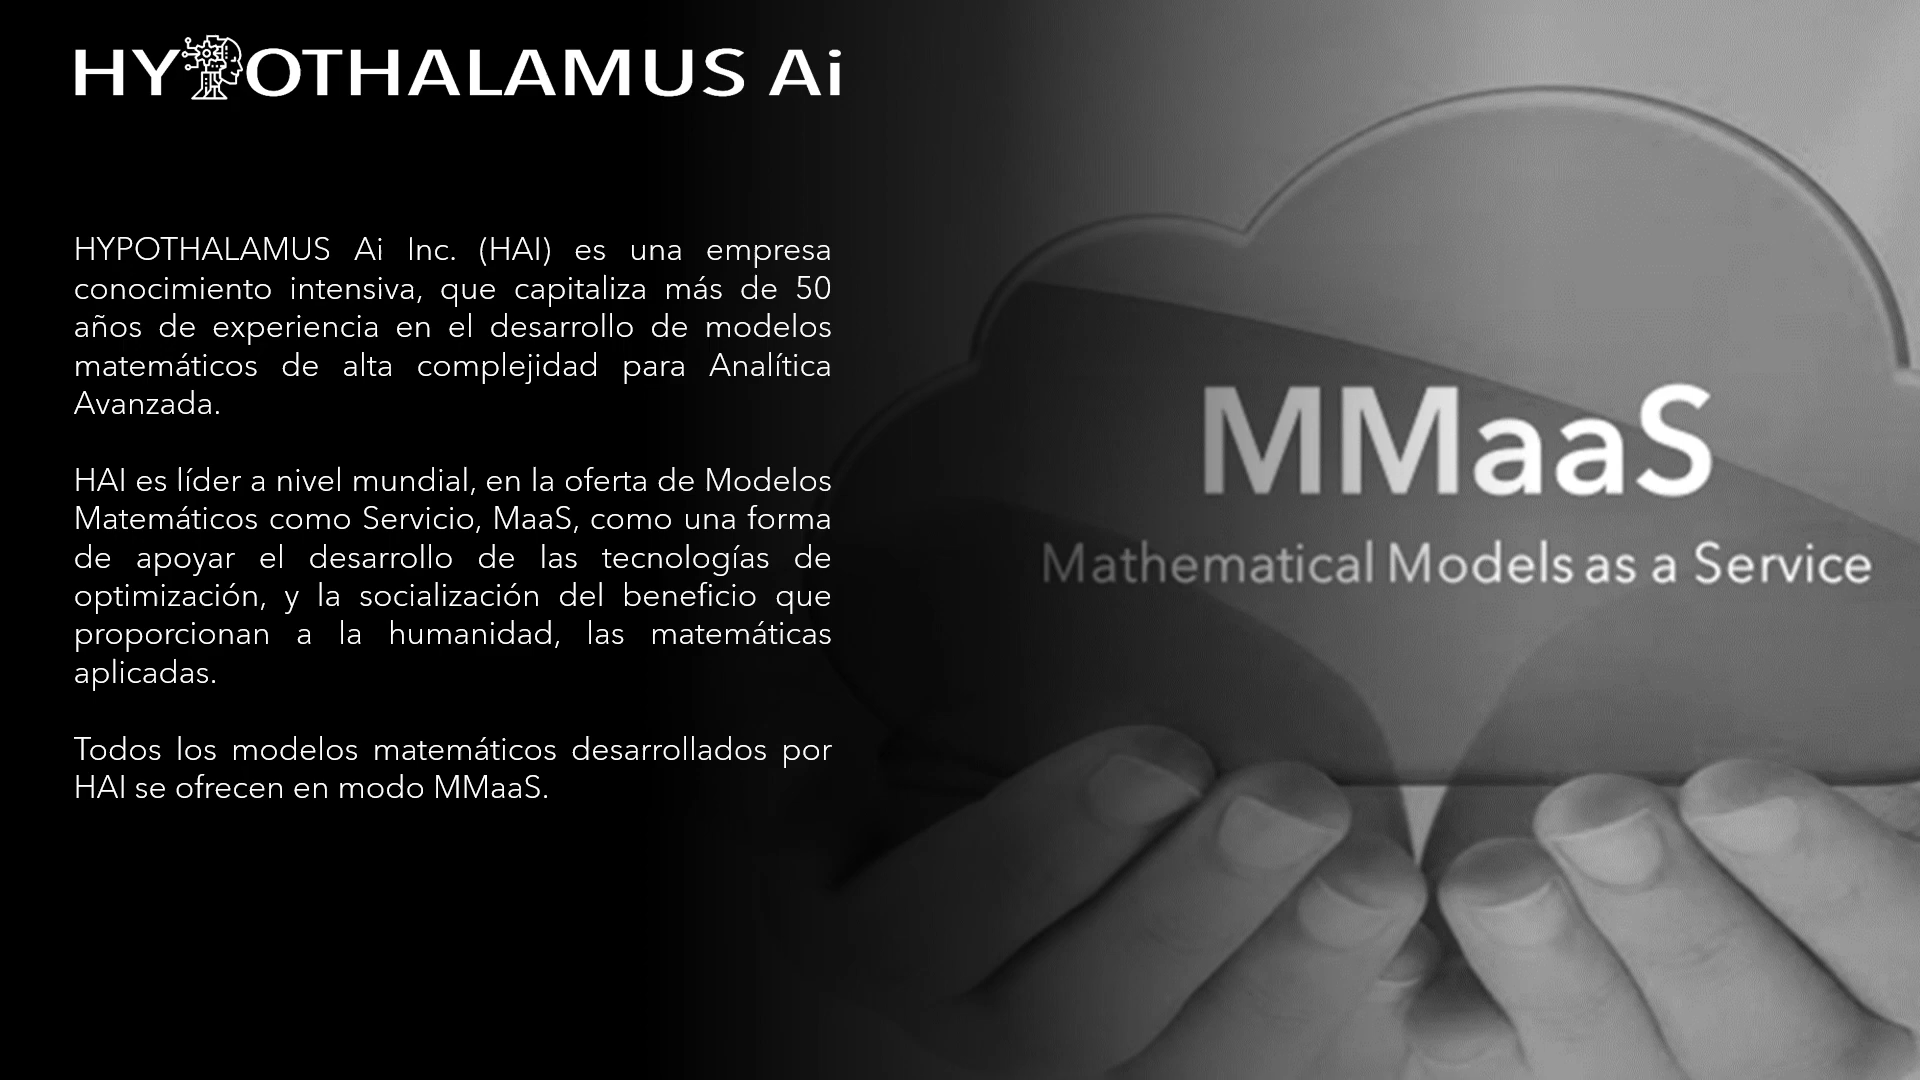 HYPOTHALAMUS Ai
HYPOTHALAMUS Ai Inc. (HAI) es una empresa
conocimiento intensiva, que capitaliza más de 50
años de experiencia en el desarrollo de modelos
matemáticos de alta complejidad para Analítica
Avanzada.
HAI es líder a nivel mundial, en la oferta de Modelos
Matemáticos como Servicio, MaaS, como una forma
de apoyar el desarrollo de las tecnologías de
optimización, y la socialización del beneficio que
proporcionan a la humanidad, las matemáticas
aplicadas.
Todos los modelos matemáticos desarrollados por
HAI se ofrecen en modo MMaaS.
MMaaS
Mathematical Models as a Service